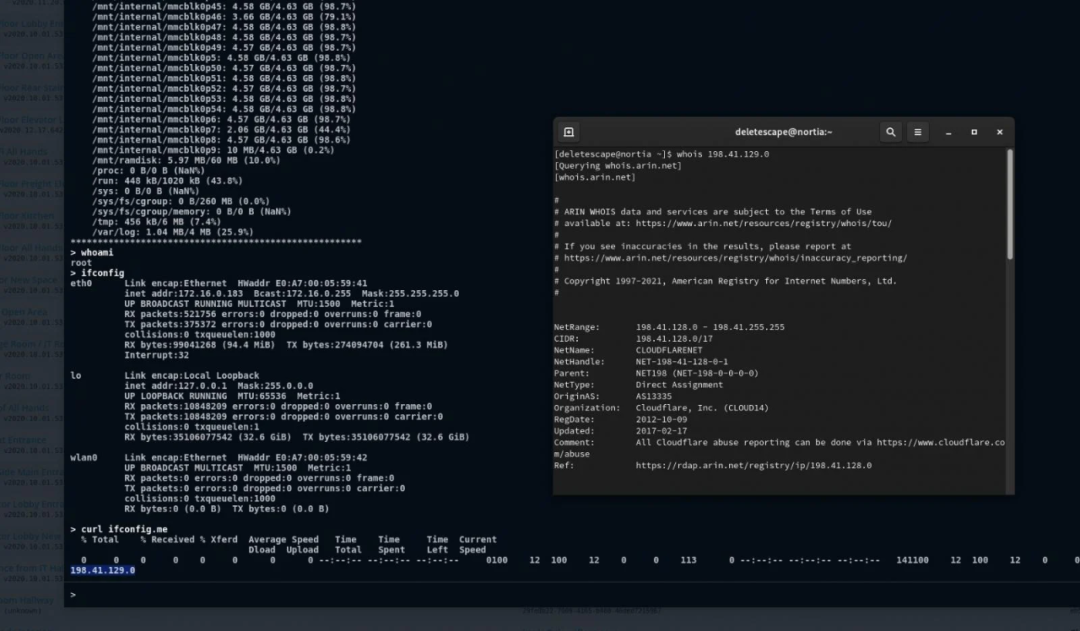 /mnt/internal/mmcblk0p45: 4.58 GB/4.63 GB (98.7%)
/mnt/internal/mmcblk0p46: 3.66 GB/4.63 GB (79.1%)
/mnt/internal/mmcblk0p47: 4.58 GB/4.63 GB (98.8%)
/mnt/internal/mmcblk0p48: 4.58 GB/4.63 GB (98.7%)
/mnt/internal/mmcblk0p49: 4.57 GB/4.63 GB (98.7%)
/mnt/internal/mmcblk0p5: 4.58 GB/4.63 GB (98.8%)
/mnt/internal/mmcblk0p50: 4.57 GB/4.63 GB (98.7%)
/mnt/internal/mmcblk0p51: 4.58 GB/4.63 GB (98.8%)
/mnt/internal/mmcblk0p52: 4.57 GB/4.63 GB (98.7%)
/mnt/internal/mmcblk0p53: 4.58 GB/4.63 GB (98.8%)
/mnt/internal/mmcblk0p54: 4.58 GB/4.63 GB (98.8%)
/mnt/internal/mmcblk0p6: 4.57 GB/4.63 GB (98.7%)
/mnt/internal/mmcblk0p7: 2.06 GB/4.63 GB (44.4%)
/mnt/internal/mmcblk0p8: 4.57 GB/4.63 GB (98.6%)
/mnt/internal/mmcblk0p9: 10 MB/4.63 GB (0.2%)
/mnt/ramdisk: 5.97 MB/60 MB (10.0%)
/proc: 0 B/0 B (NaN%)
/run: 448 kB/1020 kB (43.8%)
/sys: 0 B/0 B (NaN%)
/sys/fs/cgroup: 0 B/260 MB (0.0%)
/sys/fs/cgroup/memory: 0 B/0 B (NaN%)
/tmp: 456 kB/6 MB (7.4%)
/var/log: 1.04 MB/4 MB (25.9%)
*******************************************************
> whoami
root
> ifconfig
eth0 Link encap:Ethernet HWaddr E0:A7:00:05:59:41
inet addr:172.16.0.183 Bcast:172.16.0.255 Mask:255.255.255.0
UP BROADCAST RUNNING MULTICAST MTU:1500 Metric:1
RX packets:521756 errors:0 dropped:0 overruns:0 frame:0
TX packets:375372 errors:0 dropped:0 overruns:0 carrier:0
collisions:0 txqueuelen:1000
RX bytes:99041268 (94.4 MiB) TX bytes:274094704 (261.3 MiB)
Interrupt:32
lo Link encap:Local Loopback
inet addr:127.0.0.1 Mask:255.0.0.0
UP LOOPBACK RUNNING MTU:65536 Metric:1
RX packets:10848209 errors:0 dropped:0 overruns:0 frame:0
TX packets:10848209 errors:0 dropped:0 overruns:0 carrier:0
collisions:0 txqueuelen:1
RX bytes:35106077542 (32.6 GiB) TX bytes:35106077542 (32.6 GiB)
wlan0 Link encap:Ethernet HWaddr E0:A7:00:05:59:42
UP BROADCAST MULTICAST MTU:1500 Metric:1
RX packets:0 errors:0 dropped:0 overruns:0 frame:0
TX packets:0 errors:0 dropped:0 overruns:0 carrier:0
collisions:0 txqueuelen:1000
RX bytes:0 (0.0 B) TX bytes:0 (0.0 B)
> curl ifconfig.me
% Total % Received % Xferd Average Speed Time Time Time Current
Dload Upload Total Spent Left Speed
0 0 0 0 0 0 0 0 --:--:-- --:--:-- --:--:-- 0100 12 100 12 0 0 113 0 --:--:-- --:--:-- --:--:-- 141100 12 100 12 0 0
198.41.129.0
>
deletescape@nortia:~
[deletescape@nortia ~]$ whois 198.41.129.0
[Querying whois.arin.net]
[whois.arin.net]
#
# ARIN WHOIS data and services are subject to the Terms of Use
# available at: https://www.arin.net/resources/registry/whois/tou/
#
# If you see inaccuracies in the results, please report at
# https://www.arin.net/resources/registry/whois/inaccuracy_reporting/
#
# Copyright 1997-2021, American Registry for Internet Numbers, Ltd.
#
NetRange: 198.41.128.0 - 198.41.255.255
CIDR: 198.41.128.0/17
NetName: CLOUDFLARENET
NetHandle: NET-198-41-128-0-1
Parent: NET198 (NET-198-0-0-0-0)
NetType: Direct Assignment
OriginAS: AS13335
Organization: Cloudflare, Inc. (CLOUD14)
RegDate: 2012-10-09
Updated: 2017-02-17
Comment: All Cloudflare abuse reporting can be done via https://www.cloudflare.co
m/abuse
Ref: https://rdap.arin.net/registry/ip/198.41.128.0